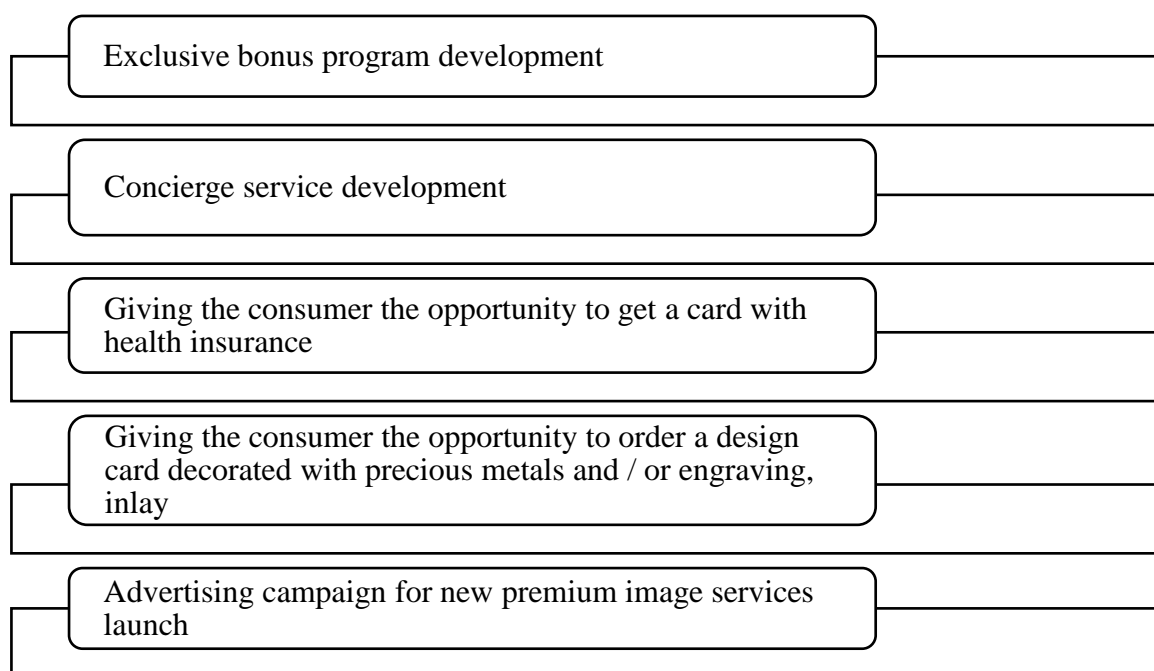 Exclusive bonus program development
Concierge service development
Giving the consumer the opportunity to get a card with
health insurance
Giving the consumer the opportunity to order a design
card decorated with precious metals and / or engraving,
inlay
Advertising campaign for new premium image services
launch